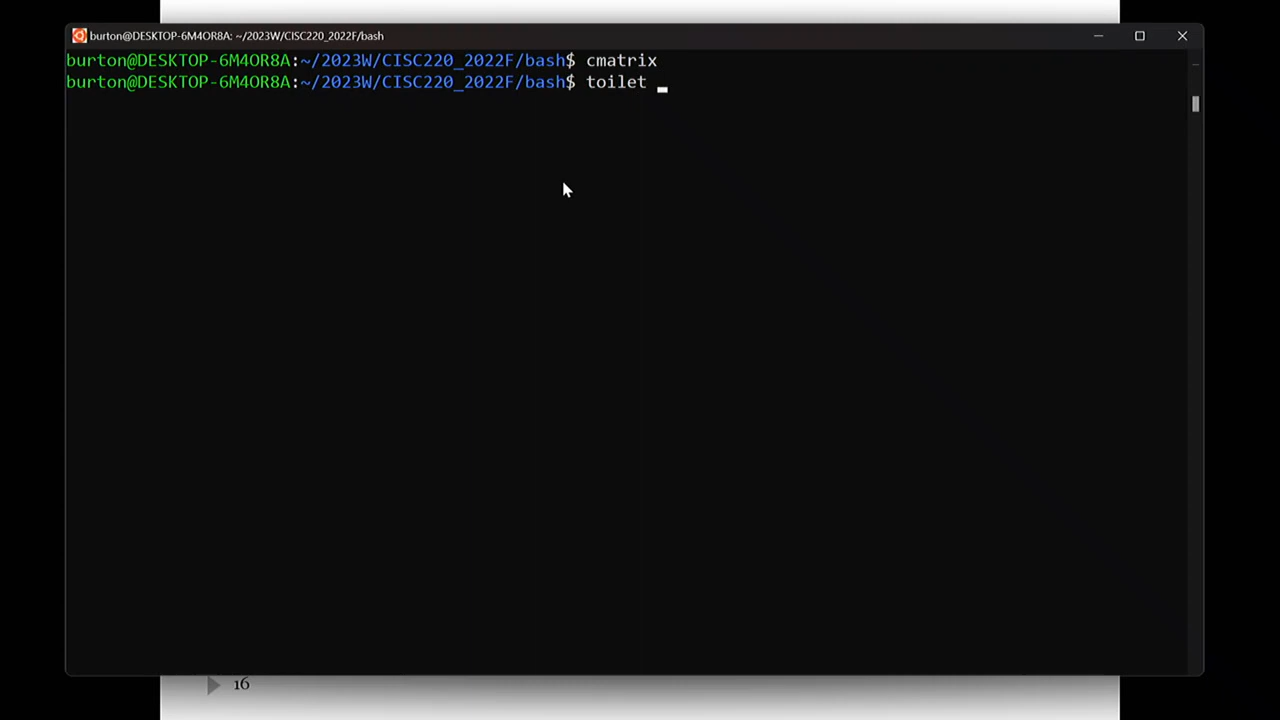 burton@DESKTOP-6M4OR8A: ~/2023W/CISC220_2022F/bash
burton@DESKTOP-6M4OR8A:~/2023W/CISC220_2022F/bash$ cmatrix
burton@DESKTOP-6M4OR8A:~/2023W/CISC220_2022F/bash$ toilet
16